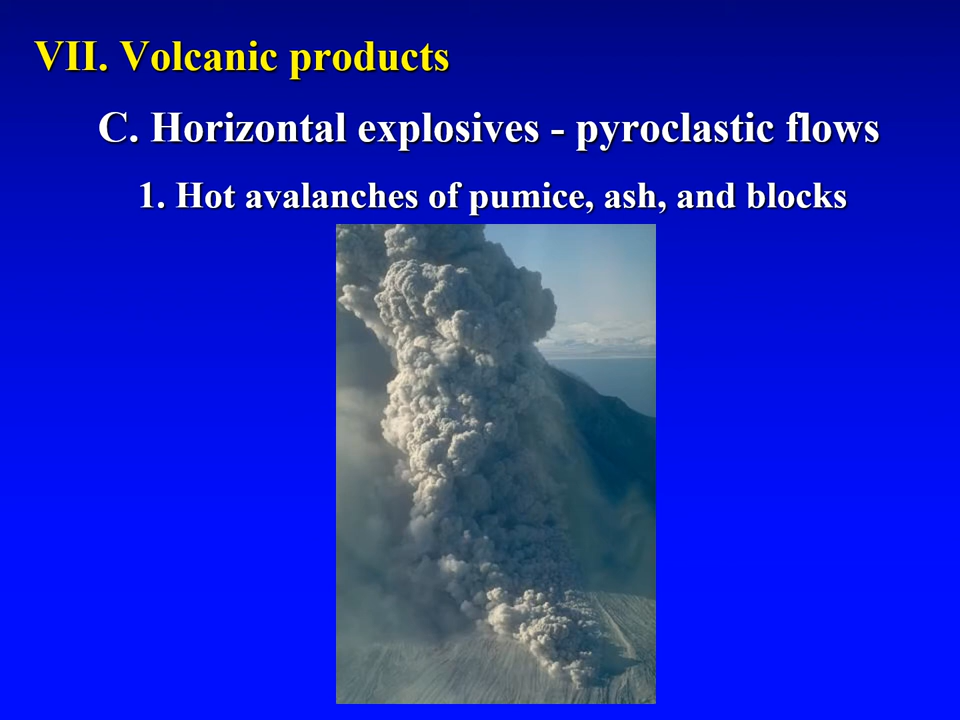 VII. Volcanic products
C. Horizontal explosives - pyroclastic flows
1. Hot avalanches of pumice, ash, and blocks